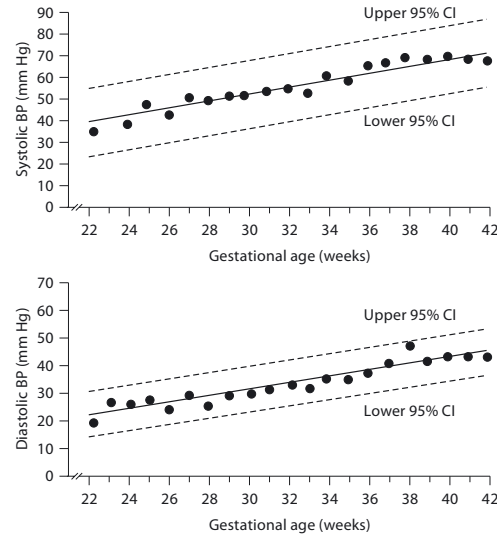 90
80
70
60
50
40
30
20
10
0
Systolic BP (mm Hg)
Upper 95% CI
Lower 95% CI
22 24 26 28 30 32 34 36 38 40 42
Gestational age (weeks)
70
60
50
40
30
20
10
0
Diastolic BP (mm Hg)
Upper 95% CI
Lower 95% CI
22 24 26 28 30 32 34 36 38 40 42
Gestational age (weeks)